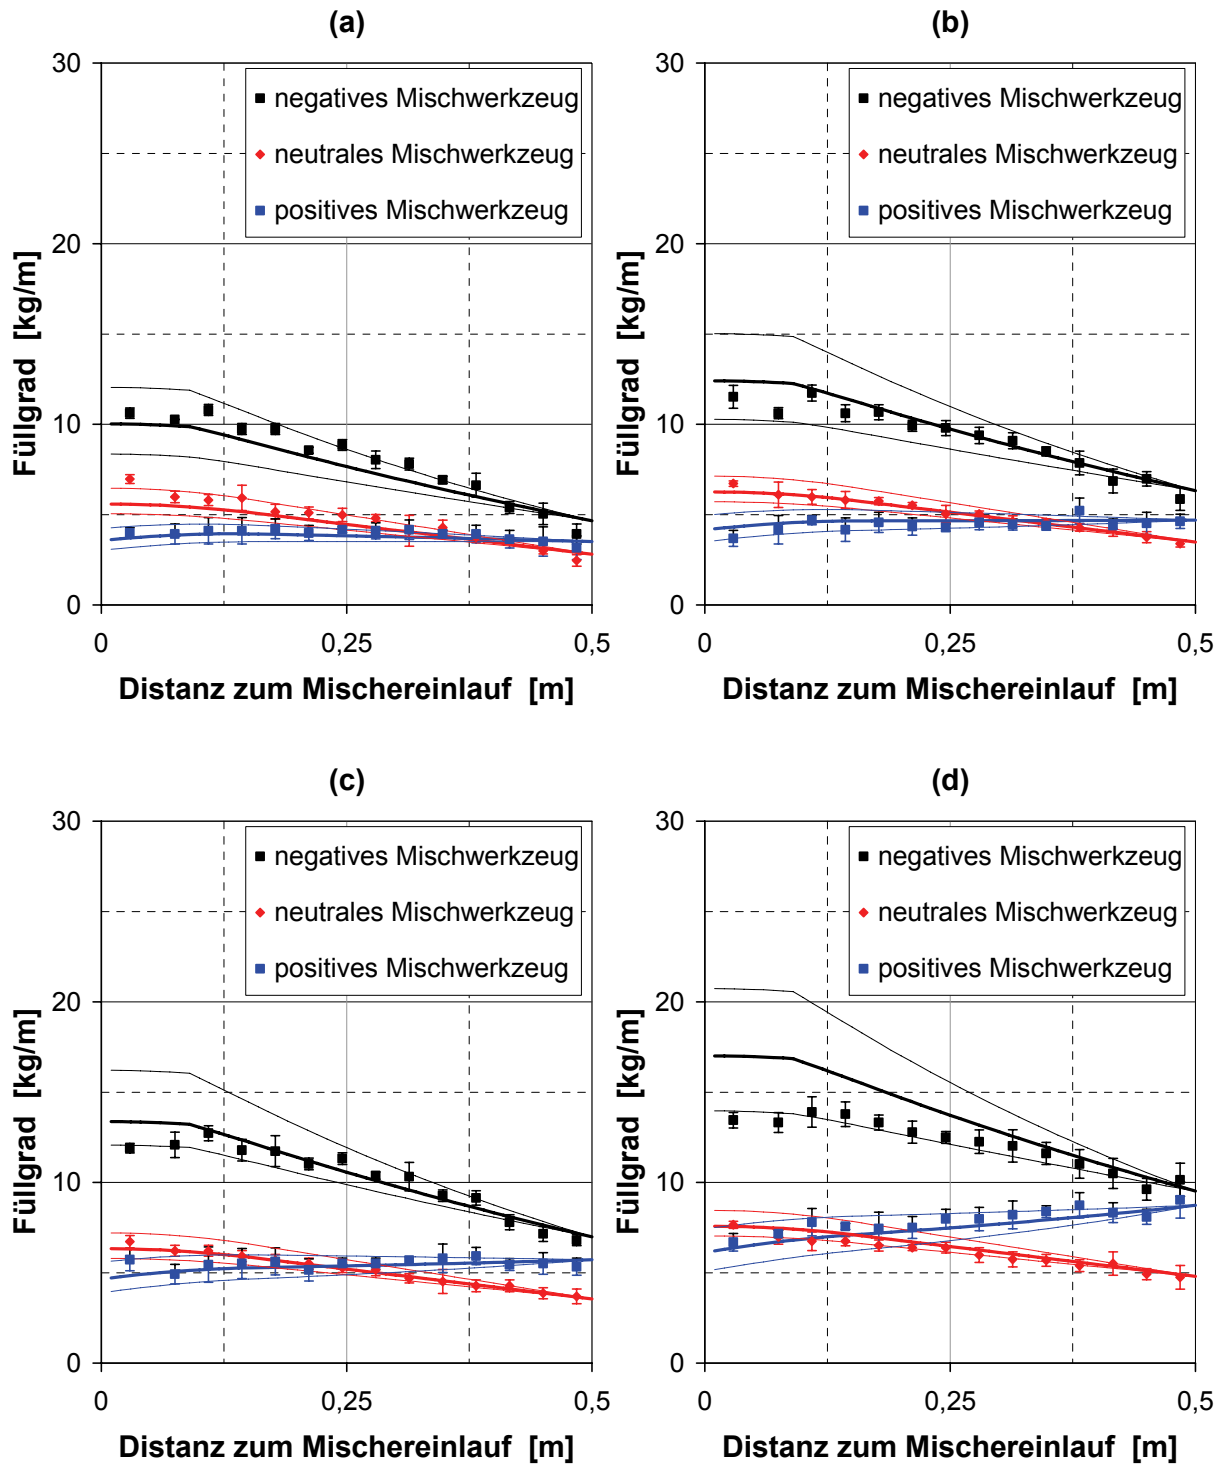 (a)
30
20
10
0
Füllgrad [kg/m]
negatives Mischwerkzeug
neutrales Mischwerkzeug
positives Mischwerkzeug
0
0,25
0,5
Distanz zum Mischereinlauf [m]
(b)
30
20
10
0
Füllgrad [kg/m]
negatives Mischwerkzeug
neutrales Mischwerkzeug
positives Mischwerkzeug
0
0,25
0,5
Distanz zum Mischereinlauf [m]
(c)
30
20
10
0
Füllgrad [kg/m]
negatives Mischwerkzeug
neutrales Mischwerkzeug
positives Mischwerkzeug
0
0,25
0,5
Distanz zum Mischereinlauf [m]
(d)
30
20
10
0
Füllgrad [kg/m]
negatives Mischwerkzeug
neutrales Mischwerkzeug
positives Mischwerkzeug
0
0,25
0,5
Distanz zum Mischereinlauf [m]